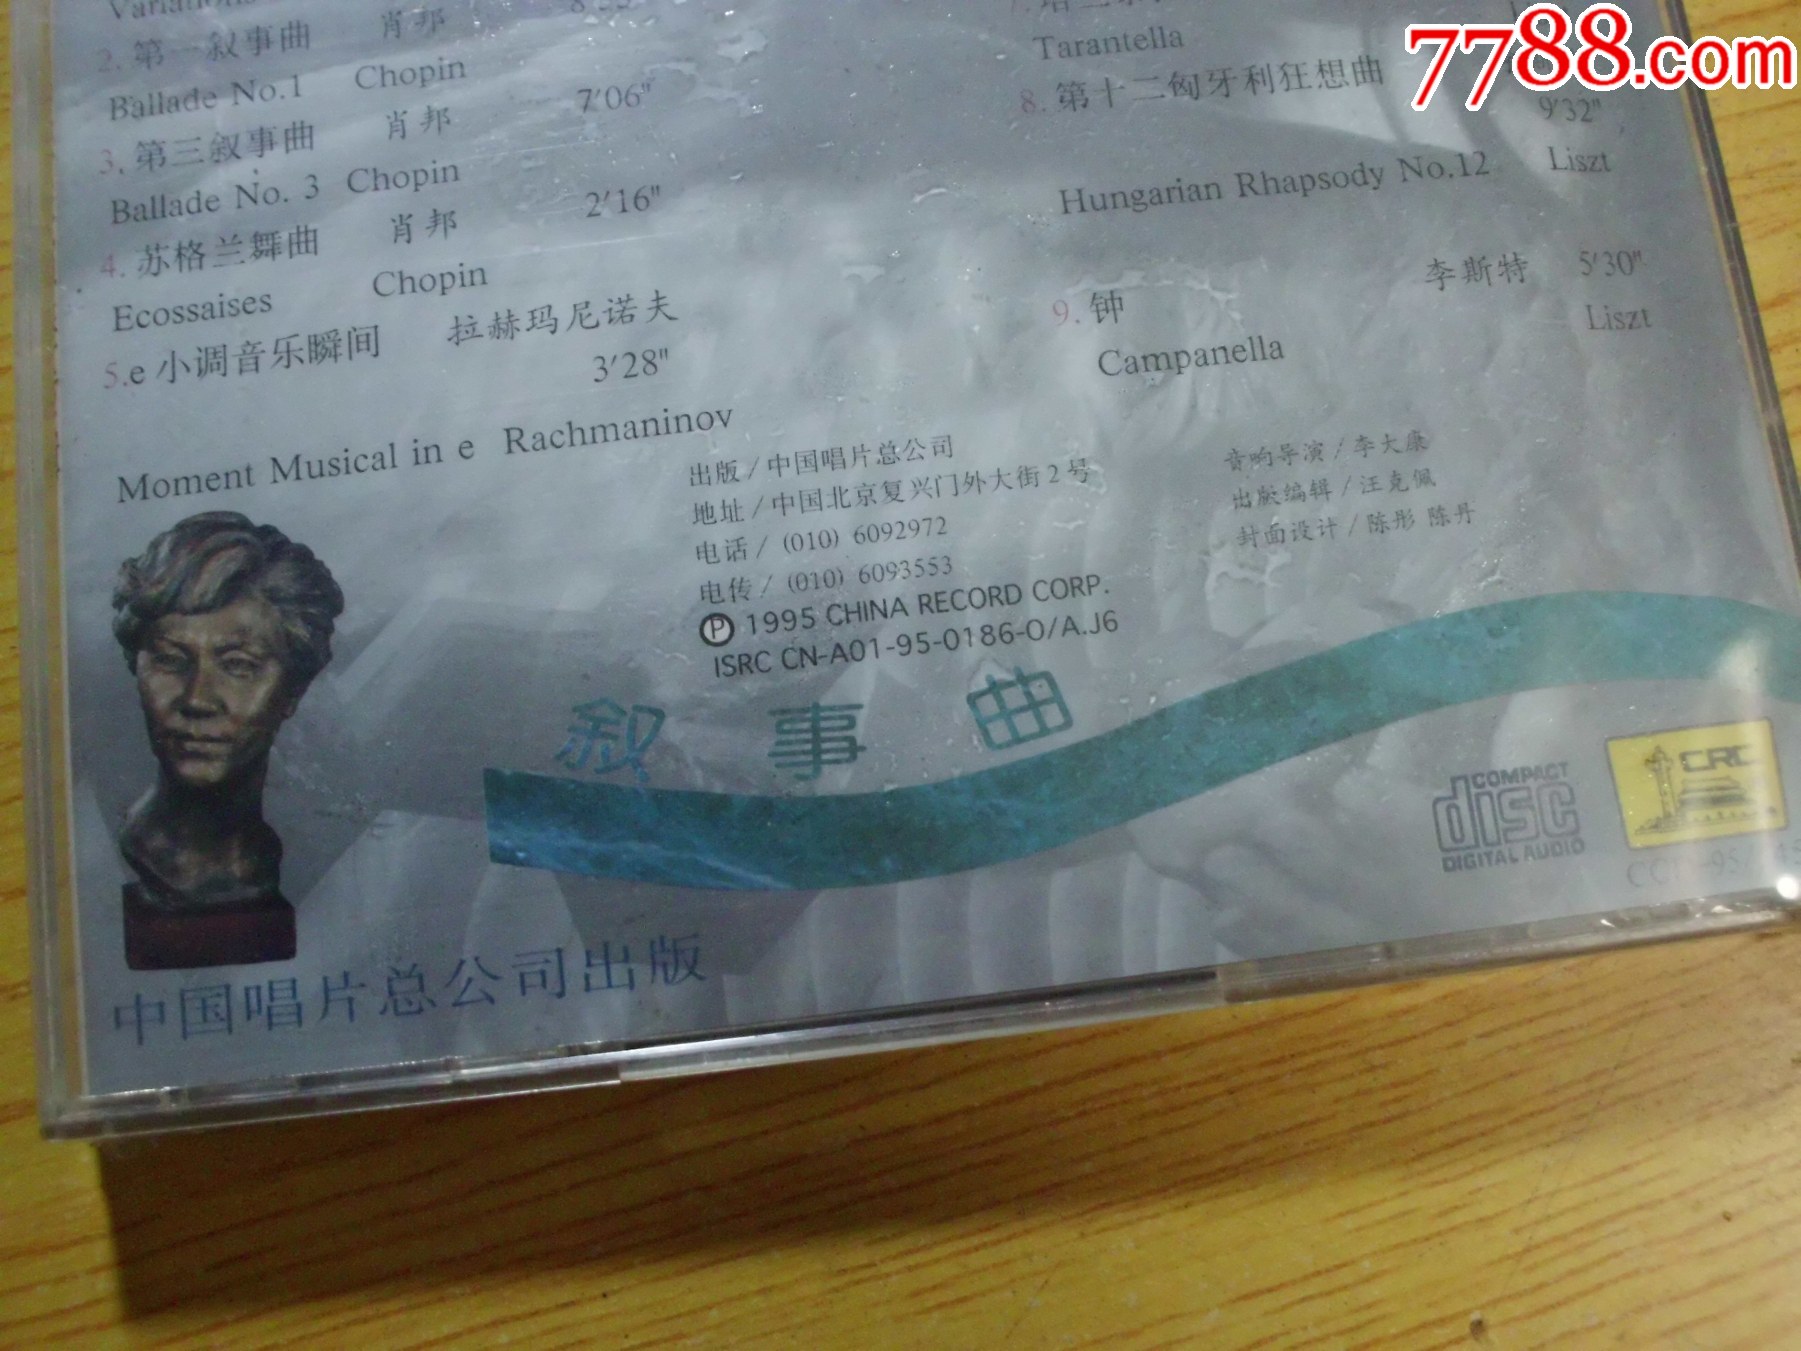 Variations
2. 第一叙事曲 肖邦
Ballade No.1 Chopin
3. 第三叙事曲 肖邦 7′06″
Ballade No. 3 Chopin
4. 苏格兰舞曲 肖邦 2′16″
Ecossaises Chopin
5.e 小调音乐瞬间 拉赫玛尼诺夫
3′28″
Moment Musical in e Rachmaninov
Tarantella
8. 第十二匈牙利狂想曲
9′32″
Hungarian Rhapsody No.12 Liszt
9. 钟 李斯特 5′30″
Campanella Liszt
出版／中国唱片总公司
地址／中国北京复兴门外大街 2 号
电话／ (010) 6092972
电传／ (010) 6093553
Ⓟ 1995 CHINA RECORD CORP.
ISRC CN-A01-95-0186-0/A.J6
音响导演／李大康
出版编辑／汪克佩
封面设计／陈彤 陈丹
叙事曲
COMPACT
disc
DIGITAL AUDIO
CRC
中国唱片总公司出版
7788.com